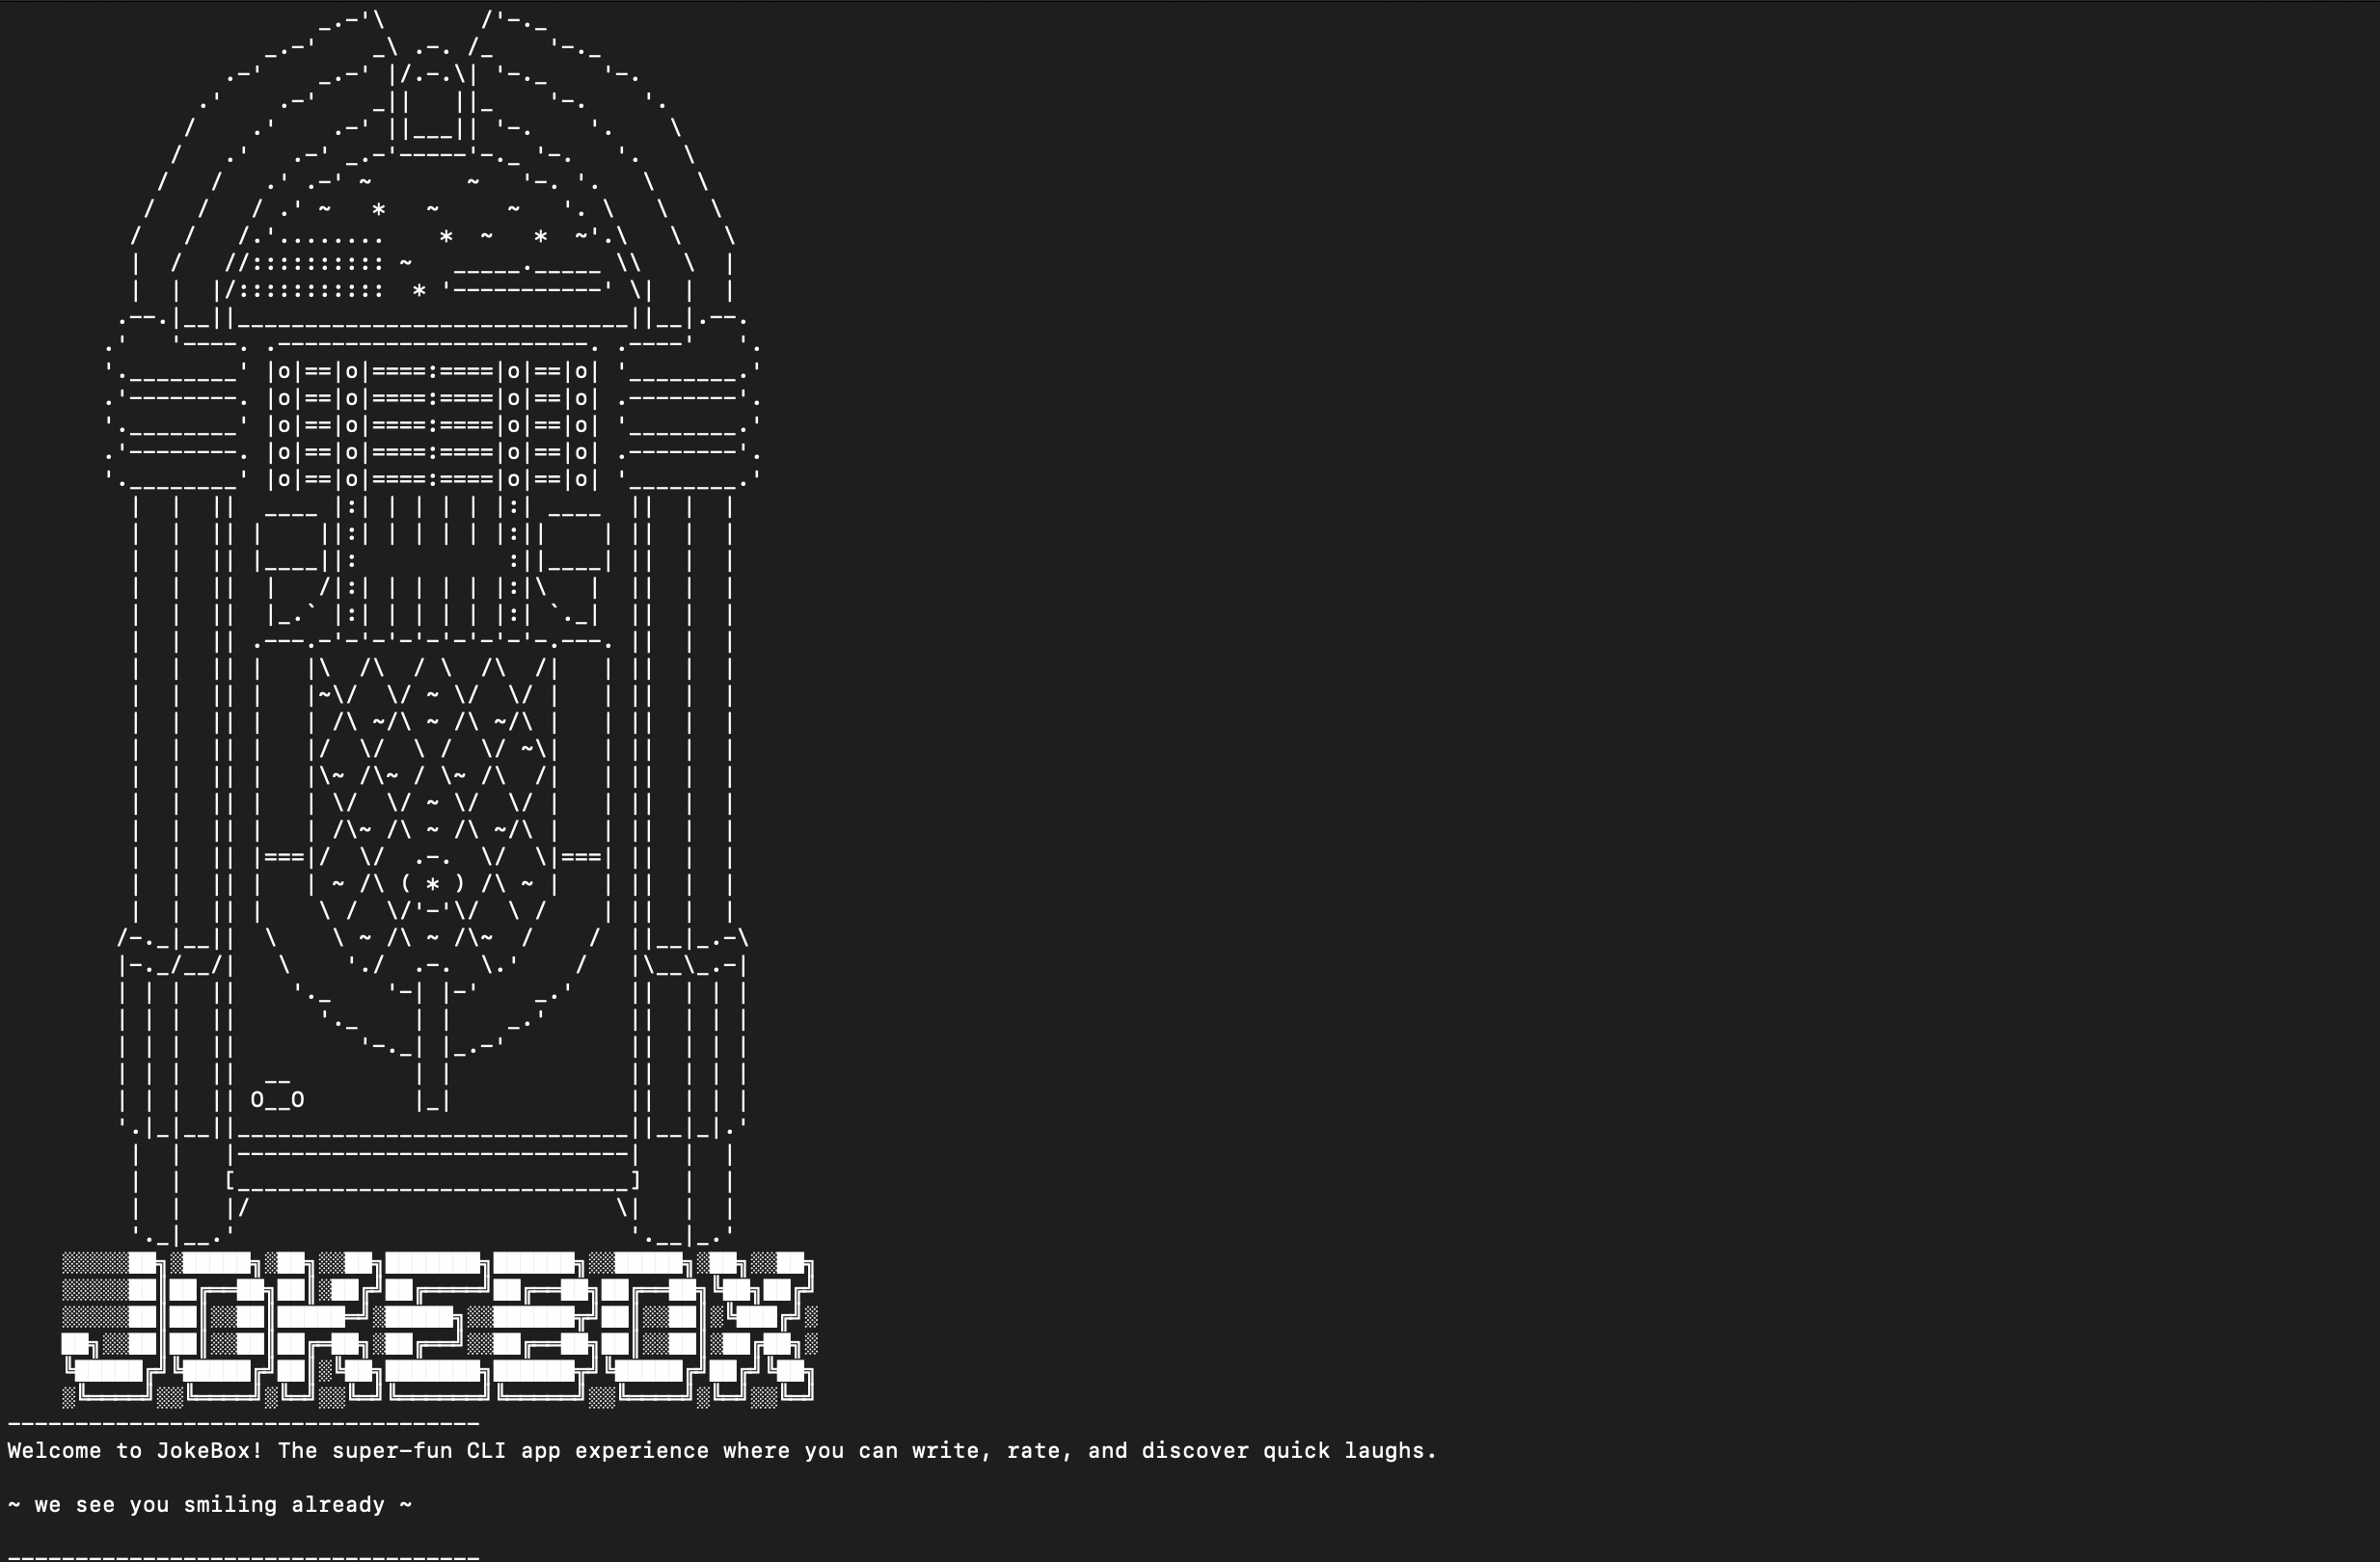 JOKEBOX
Welcome to JokeBox! The super-fun CLI app experience where you can write, rate, and discover quick laughs.
~ we see you smiling already ~